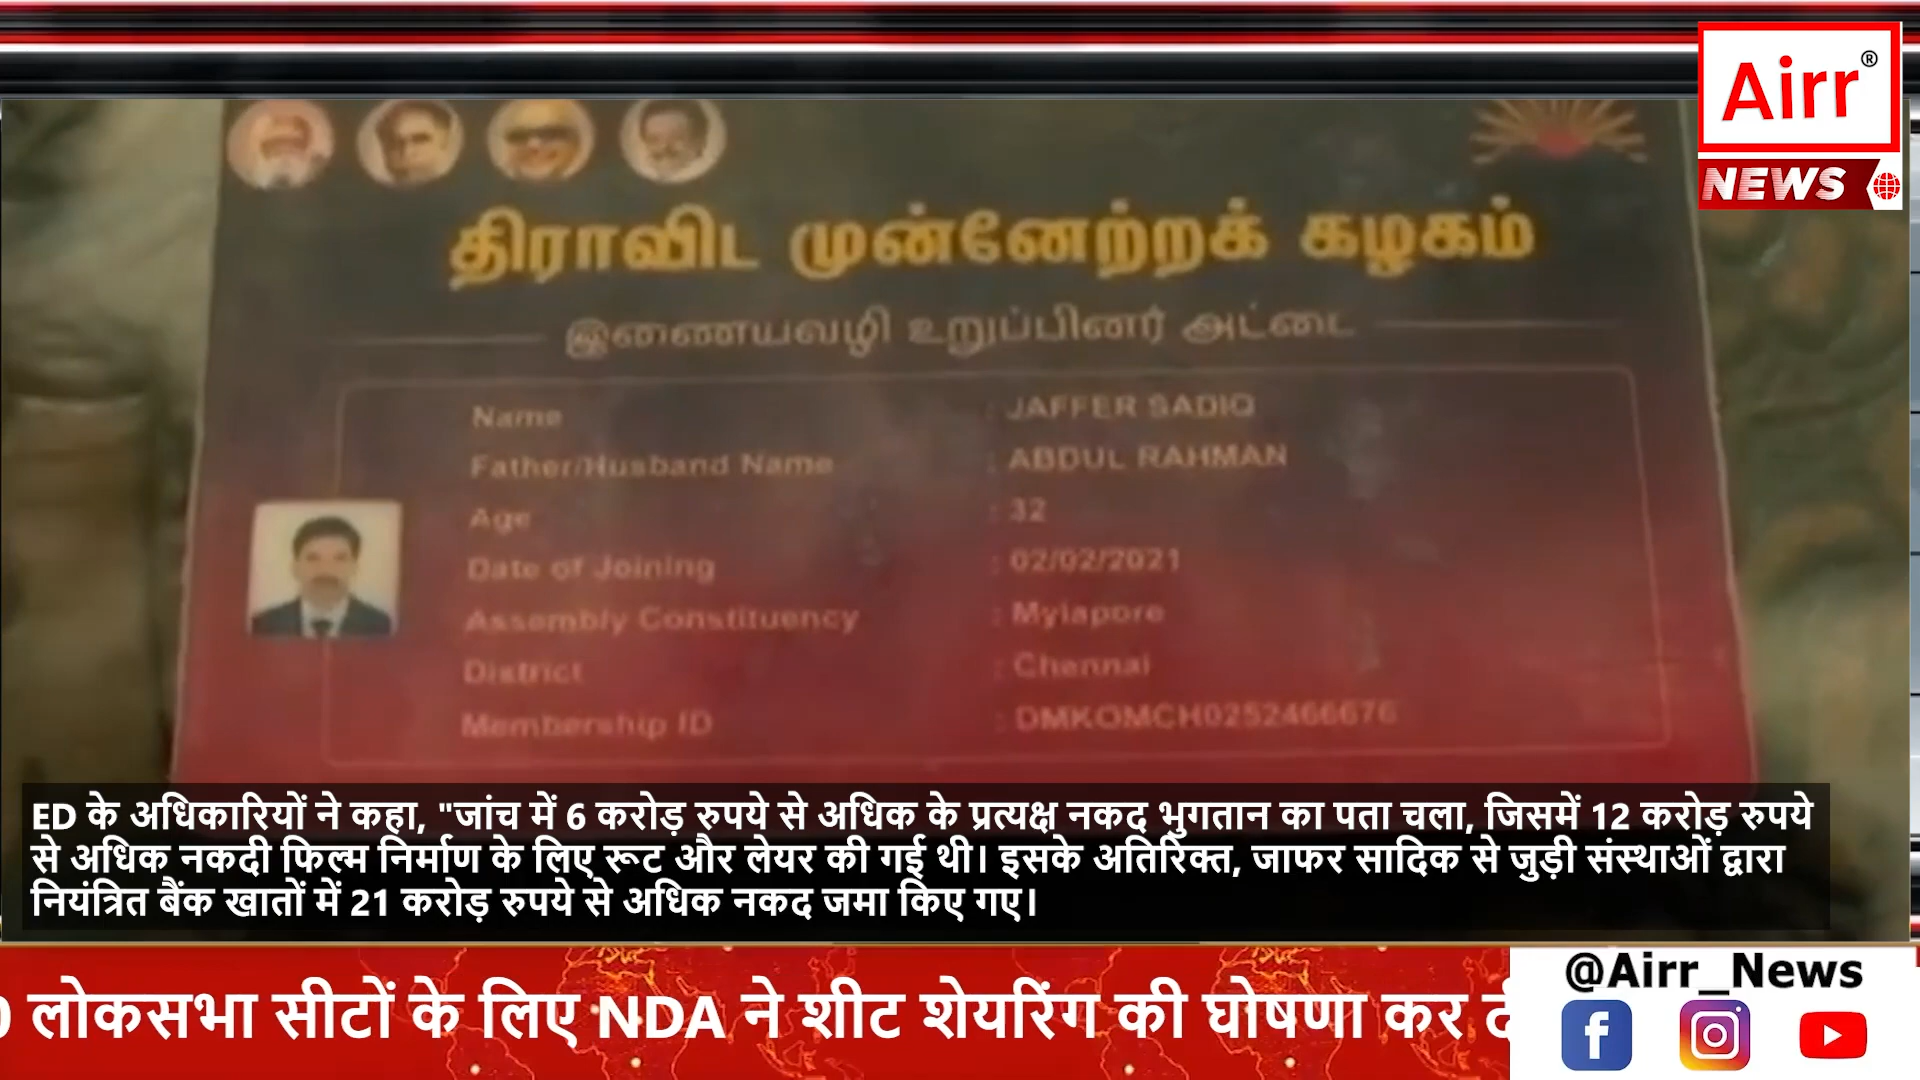 Airr®
NEWS
திராவிட முன்னேற்றக் கழகம்
இணையவழி உறுப்பினர் அட்டை
Name : JAFFER SADIQ
Father/Husband Name : ABDUL RAHMAN
Age : 32
Date of Joining : 02/02/2021
Assembly Constituency : Mylapore
District : Chennai
Membership ID : DMKOMCH0252466676
ED के अधिकारियों ने कहा, "जांच में 6 करोड़ रुपये से अधिक के प्रत्यक्ष नकद भुगतान का पता चला, जिसमें 12 करोड़ रुपये
से अधिक नकदी फिल्म निर्माण के लिए रूट और लेयर की गई थी। इसके अतिरिक्त, जाफर सादिक से जुड़ी संस्थाओं द्वारा
नियंत्रित बैंक खातों में 21 करोड़ रुपये से अधिक नकद जमा किए गए।
लोकसभा सीटों के लिए NDA ने शीट शेयरिंग की घोषणा कर
@Airr_News